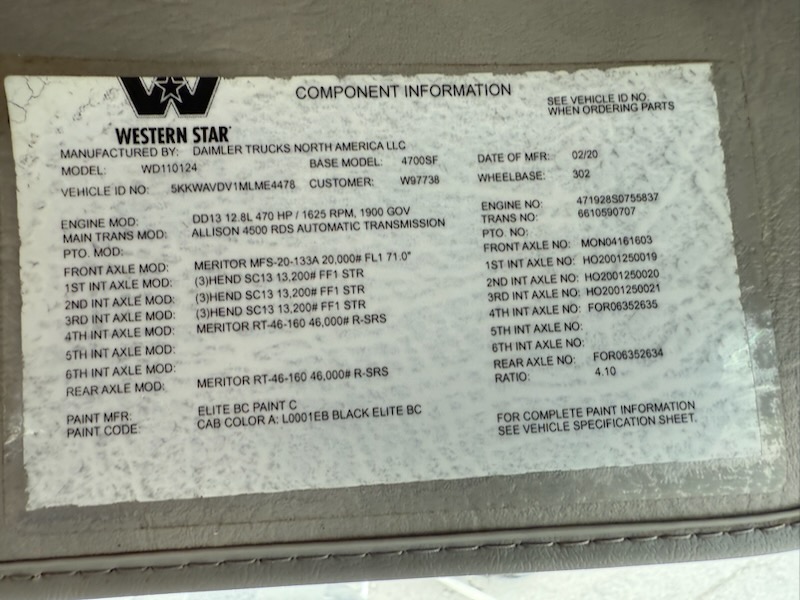 COMPONENT INFORMATION
SEE VEHICLE ID NO.
WHEN ORDERING PARTS
WESTERN STAR
MANUFACTURED BY: DAIMLER TRUCKS NORTH AMERICA LLC
MODEL: WD110124 BASE MODEL: 4700SF DATE OF MFR: 02/20
VEHICLE ID NO: 5KKWAVDV1MLME4478 CUSTOMER: W97738 WHEELBASE: 302
ENGINE MOD: DD13 12.8L 470 HP / 1625 RPM, 1900 GOV ENGINE NO: 471928S0755837
MAIN TRANS MOD: ALLISON 4500 RDS AUTOMATIC TRANSMISSION TRANS NO: 6610590707
PTO. MOD: PTO. NO:
FRONT AXLE MOD: MERITOR MFS-20-133A 20,000# FL1 71.0" FRONT AXLE NO: MON04161603
1ST INT AXLE MOD: (3)HEND SC13 13,200# FF1 STR 1ST INT AXLE NO: HO2001250019
2ND INT AXLE MOD: (3)HEND SC13 13,200# FF1 STR 2ND INT AXLE NO: HO2001250020
3RD INT AXLE MOD: (3)HEND SC13 13,200# FF1 STR 3RD INT AXLE NO: HO2001250021
4TH INT AXLE MOD: MERITOR RT-46-160 46,000# R-SRS 4TH INT AXLE NO: FOR06352635
5TH INT AXLE MOD: 5TH INT AXLE NO:
6TH INT AXLE MOD: 6TH INT AXLE NO:
REAR AXLE MOD: MERITOR RT-46-160 46,000# R-SRS REAR AXLE NO: FOR06352634
RATIO: 4.10
PAINT MFR: ELITE BC PAINT C
PAINT CODE: CAB COLOR A: L0001EB BLACK ELITE BC
FOR COMPLETE PAINT INFORMATION
SEE VEHICLE SPECIFICATION SHEET.